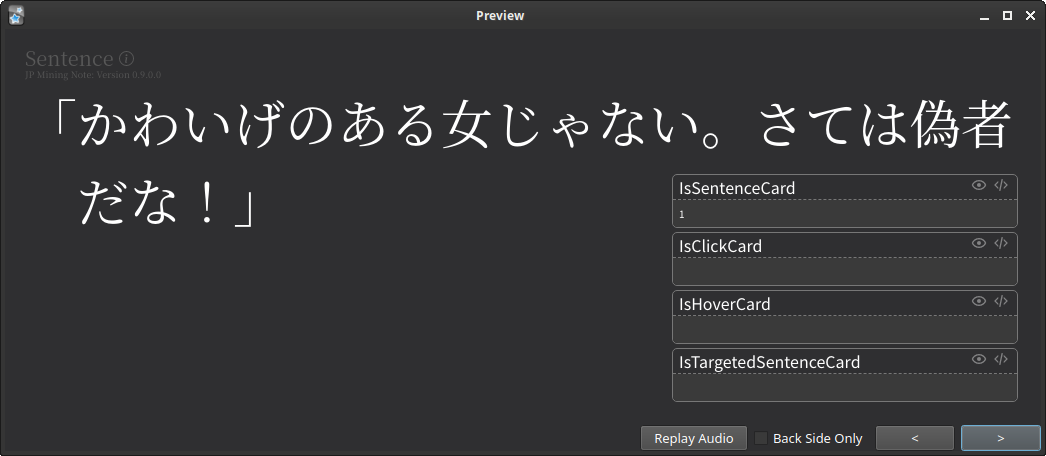 Preview
Sentence
JP Mining Note: Version 0.9.0.0
「かわいげのある女じゃない。さては偽者
だな！」
IsSentenceCard
1
IsClickCard
IsHoverCard
IsTargetedSentenceCard
Replay Audio
Back Side Only
<
>